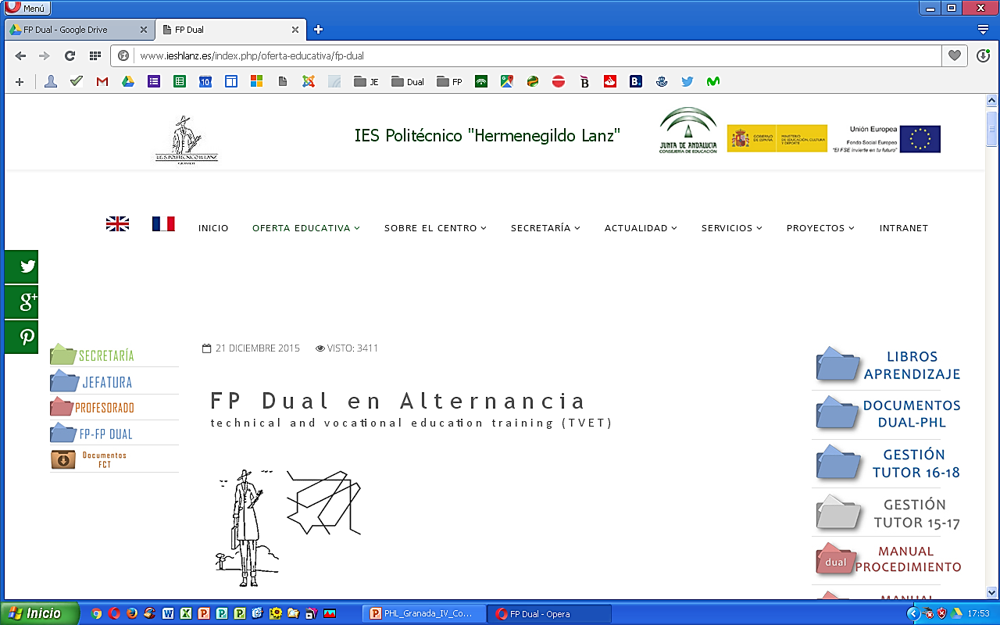 Menú
FP Dual - Google Drive
FP Dual
www.ieshlanz.es/index.php/oferta-educativa/fp-dual
10
JE
Dual
FP
B
B.
I.E.S. POLITECNICO H. LANZ
GRANADA
IES Politécnico "Hermenegildo Lanz"
JUNTA DE ANDALUCIA
CONSEJERÍA DE EDUCACIÓN
GOBIERNO DE ESPAÑA
MINISTERIO DE EDUCACIÓN, CULTURA Y DEPORTE
Unión Europea
Fondo Social Europeo
"El FSE invierte en tu futuro"
INICIO
OFERTA EDUCATIVA
SOBRE EL CENTRO
SECRETARÍA
ACTUALIDAD
SERVICIOS
PROYECTOS
INTRANET
g+
SECRETARÍA
JEFATURA
PROFESORADO
FP-FP DUAL
Documentos
FCT
21 DICIEMBRE 2015
VISTO: 3411
FP Dual en Alternancia
technical and vocational education training (TVET)
LIBROS
APRENDIZAJE
DOCUMENTOS
DUAL-PHL
GESTIÓN
TUTOR 16-18
GESTIÓN
TUTOR 15-17
dual
MANUAL
PROCEDIMIENTO
MANUAL
Inicio
PHL_Granada_IV_Co...
FP Dual - Opera
17:53